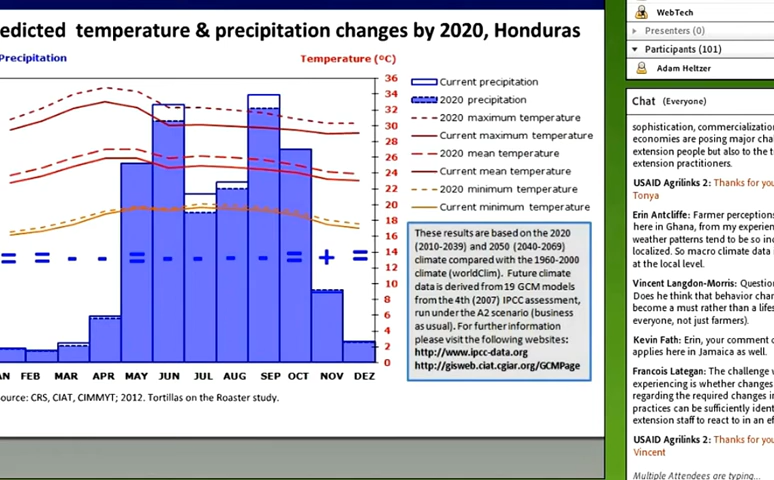 edicted temperature & precipitation changes by 2020, Honduras
Precipitation
Temperature (ºC)
36
34
32
30
28
26
24
22
20
18
16
14
12
10
8
6
4
2
0
Current precipitation
2020 precipitation
2020 maximum temperature
Current maximum temperature
2020 mean temperature
Current mean temperature
2020 minimum temperature
Current minimum temperature
These results are based on the 2020
(2010-2039) and 2050 (2040-2069)
climate compared with the 1960-2000
climate (worldClim). Future climate
data is derived from 19 GCM models
from the 4th (2007) IPCC assessment,
run under the A2 scenario (business
as usual). For further information
please visit the following websites:
http://www.ipcc-data.org
http://gisweb.ciat.cgiar.org/GCMPage
= = - - = - - - - = + =
AN FEB MAR APR MAY JUN JUL AUG SEP OCT NOV DEZ
ource: CRS, CIAT, CIMMYT; 2012. Tortillas on the Roaster study.
WebTech
Presenters (0)
Participants (101)
Adam Heltzer
Chat (Everyone)
sophistication, commercializatio
economies are posing major cha
extension people but also to the t
extension practitioners.
USAID Agrilinks 2: Thanks for you
Tonya
Erin Antcliffe: Farmer perception
here in Ghana, from my experien
weather patterns tend to be so in
localized. So macro climate data i
at the local level.
Vincent Langdon-Morris: Question
Does he think that behavior chan
become a must rather than a lifes
everyone, not just farmers).
Kevin Fath: Erin, your comment c
applies here in Jamaica as well.
Francois Lategan: The challenge w
experiencing is whether changes
regarding the required changes in
practices can be sufficiently ident
extension staff to react to in an ef
USAID Agrilinks 2: Thanks for you
Vincent
Multiple Attendees are typing...